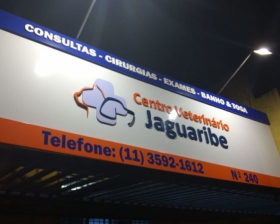 CONSULTAS - CIRURGIAS - EXAMES - BANHO & TOSA
Centro Veterinário
Jaguaribe
Telefone: (11) 3592-1612
Nº 240